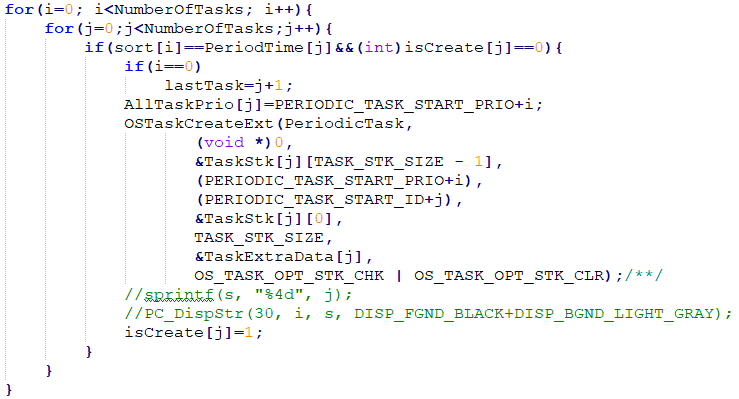 for(i=0; i<NumberOfTasks; i++){
for(j=0;j<NumberOfTasks;j++){
if(sort[i]==PeriodTime[j]&&(int)isCreate[j]==0){
if(i==0)
lastTask=j+1;
AllTaskPrio[j]=PERIODIC_TASK_START_PRIO+i;
OSTaskCreateExt(PeriodicTask,
(void *)0,
&TaskStk[j][TASK_STK_SIZE - 1],
(PERIODIC_TASK_START_PRIO+i),
(PERIODIC_TASK_START_ID+j),
&TaskStk[j][0],
TASK_STK_SIZE,
&TaskExtraData[j],
OS_TASK_OPT_STK_CHK | OS_TASK_OPT_STK_CLR);/**/
//sprintf(s, "%4d", j);
//PC_DispStr(30, i, s, DISP_FGND_BLACK+DISP_BGND_LIGHT_GRAY);
isCreate[j]=1;
}
}
}